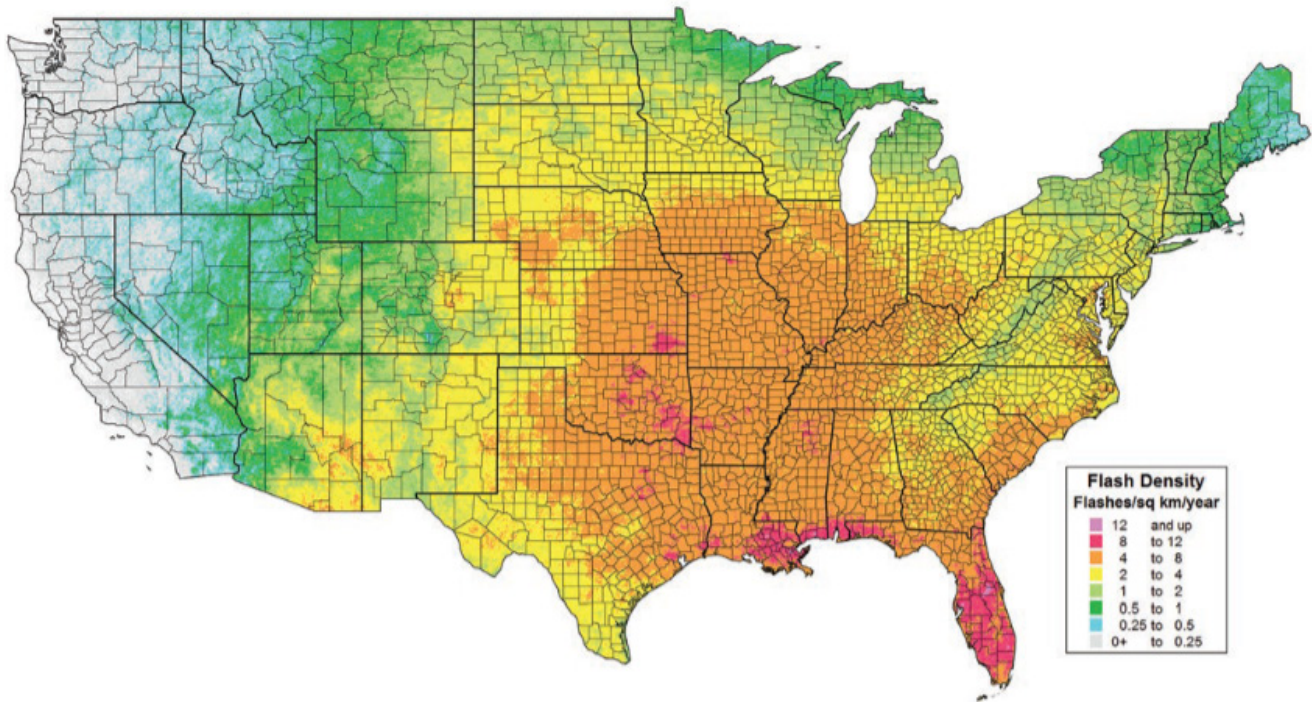 Flash Density
Flashes/sq km/year
12 and up
8 to 12
4 to 8
2 to 4
1 to 2
0.5 to 1
0.25 to 0.5
0+ to 0.25